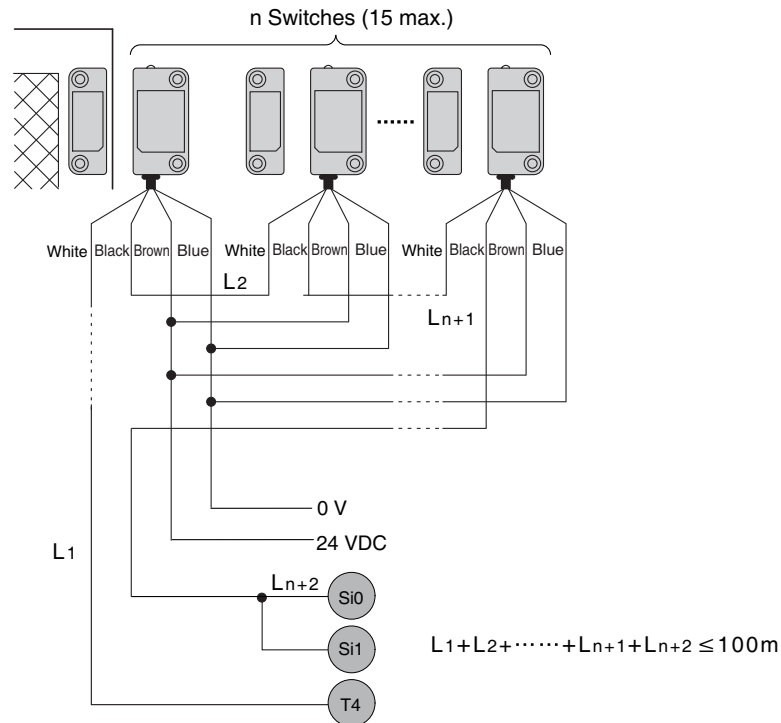 n Switches (15 max.)
White Black Brown Blue White Black Brown Blue White Black Brown Blue
L2
Ln+1
0 V
24 VDC
L1
Ln+2
Si0
Si1
L1+L2+······+Ln+1+Ln+2 ≤100m
T4